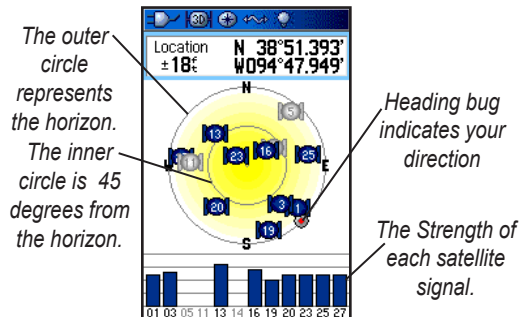 The outer
circle
represents
the horizon.
The inner
circle is 45
degrees from
the horizon.
3D
Location
±18ft
N 38°51.393'
W094°47.949'
N
5
13
16
23
25
11
W
E
20
3
1
19
S
01 03 05 11 13 14 16 19 20 23 25 27
Heading bug
indicates your
direction
The Strength of
each satellite
signal.